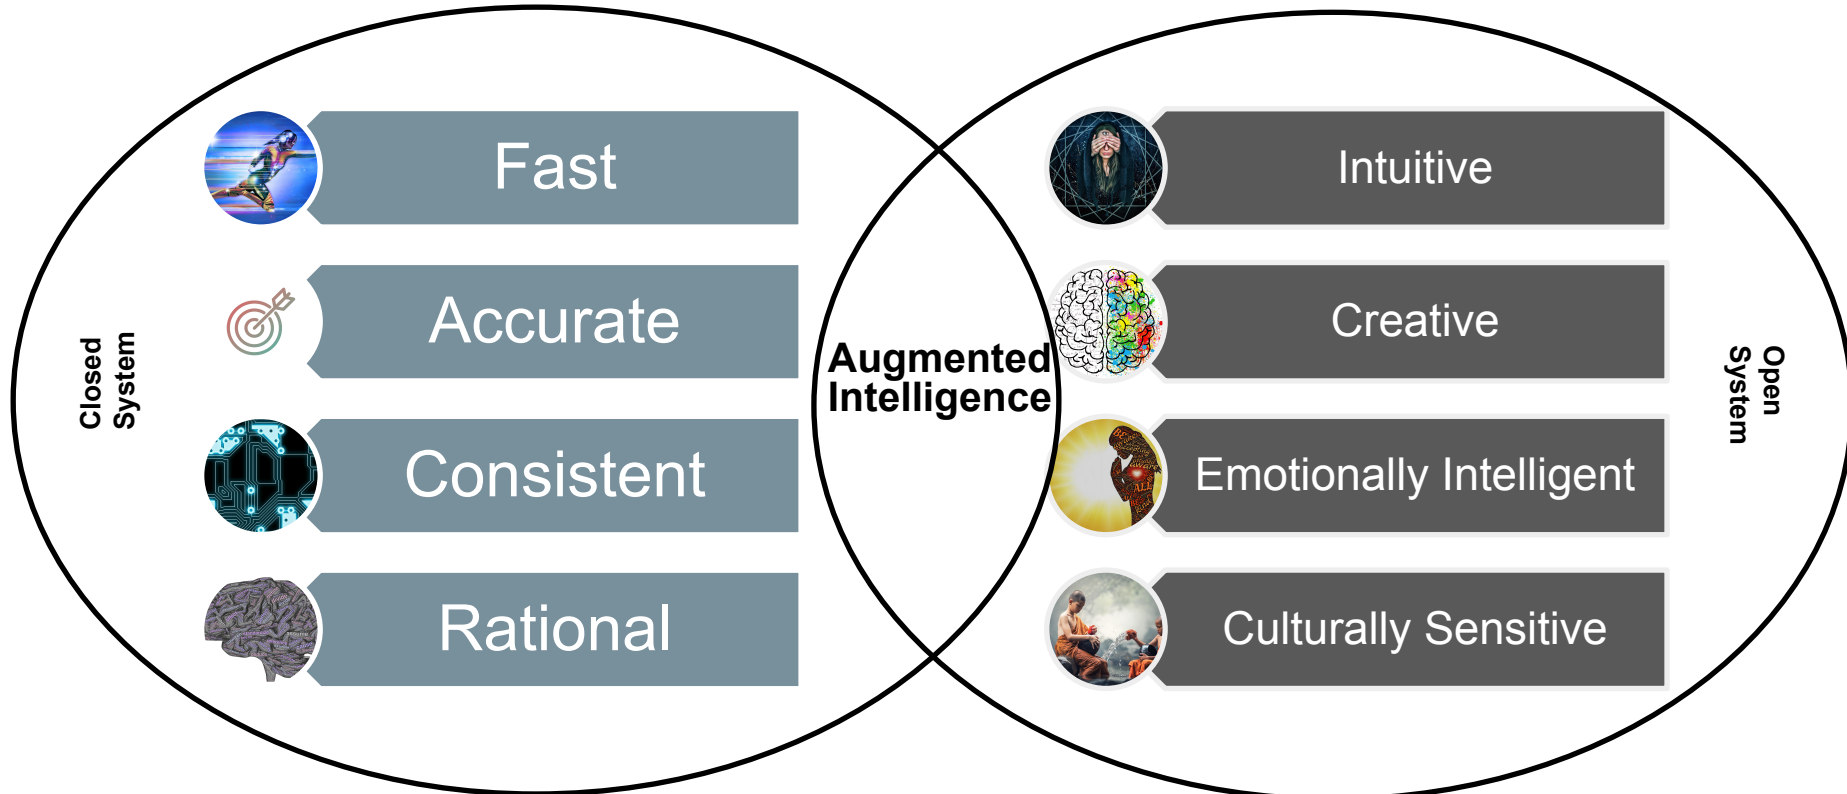 Closed
System
Fast
Accurate
Consistent
Rational
Augmented
Intelligence
Intuitive
Creative
Emotionally Intelligent
Culturally Sensitive
Open
System